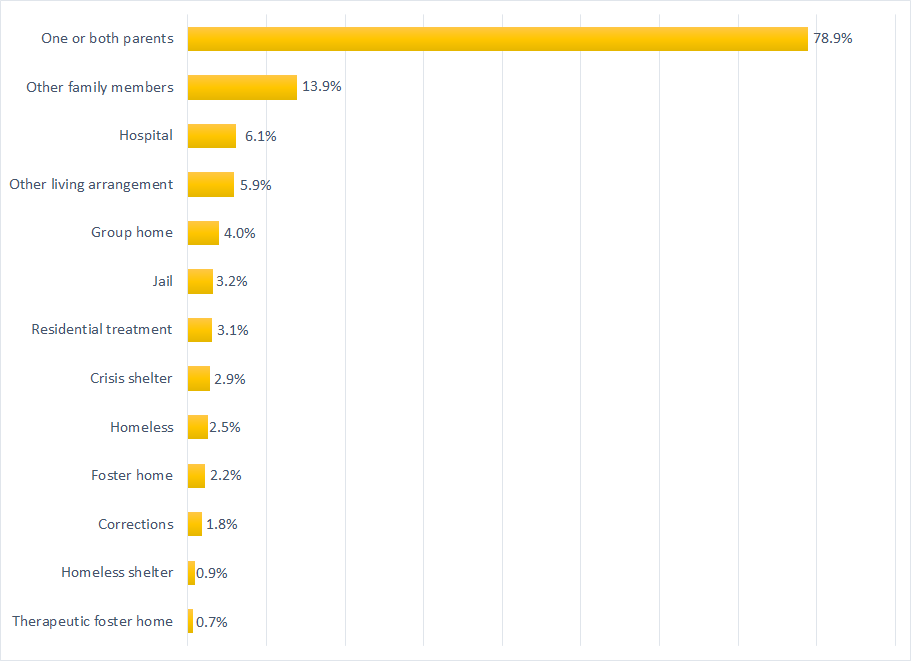 One or both parents 78.9%
Other family members 13.9%
Hospital 6.1%
Other living arrangement 5.9%
Group home 4.0%
Jail 3.2%
Residential treatment 3.1%
Crisis shelter 2.9%
Homeless 2.5%
Foster home 2.2%
Corrections 1.8%
Homeless shelter 0.9%
Therapeutic foster home 0.7%